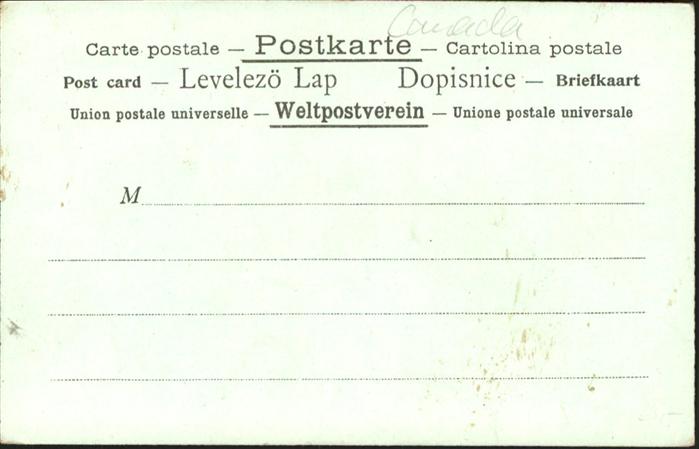 Canada
Carte postale — Postkarte — Cartolina postale
Post card — Levelezö Lap Dopisnice — Briefkaart
Union postale universelle — Weltpostverein — Unione postale universale
M